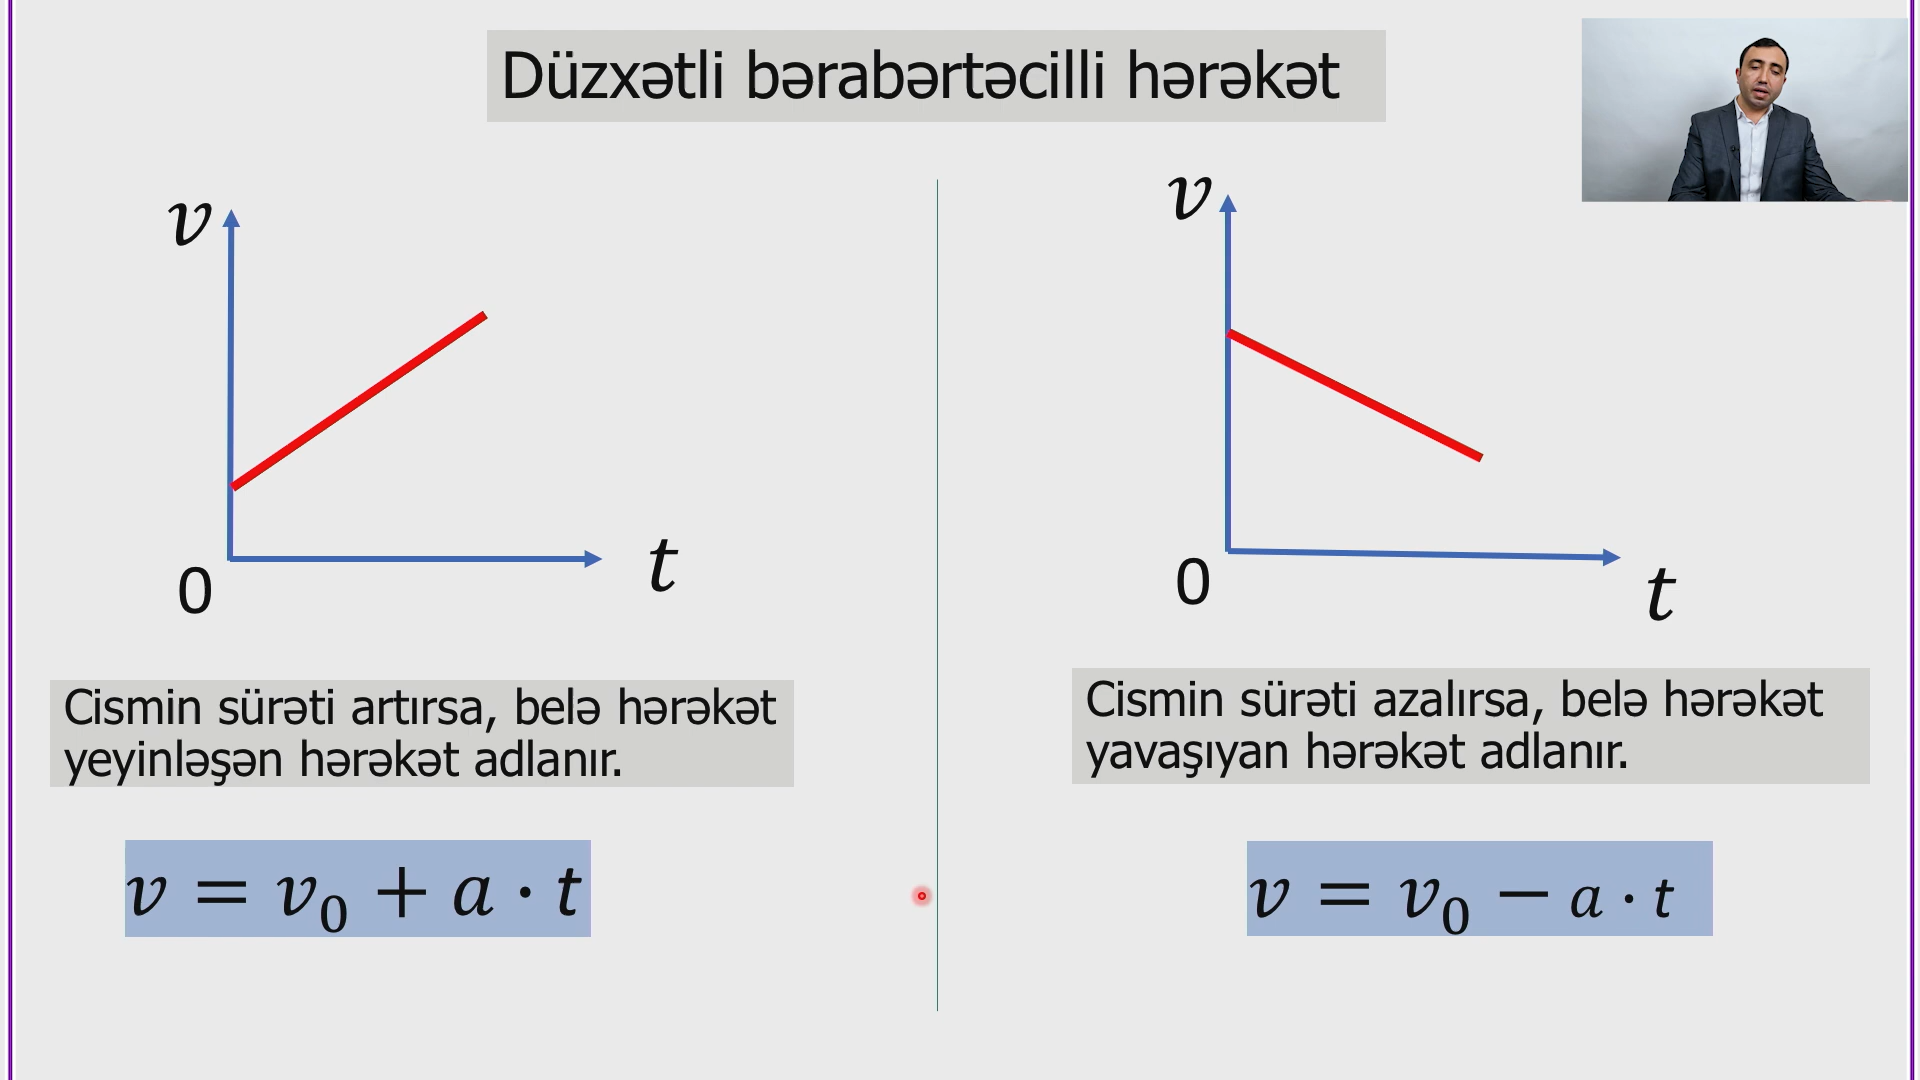 Düzxətli bərabərtəcilli hərəkət
v
t
0
Cismin sürəti artırsa, belə hərəkət
yeyinləşən hərəkət adlanır.
v = v₀ + a · t
v
t
0
Cismin sürəti azalırsa, belə hərəkət
yavaşıyan hərəkət adlanır.
v = v₀ − a · t